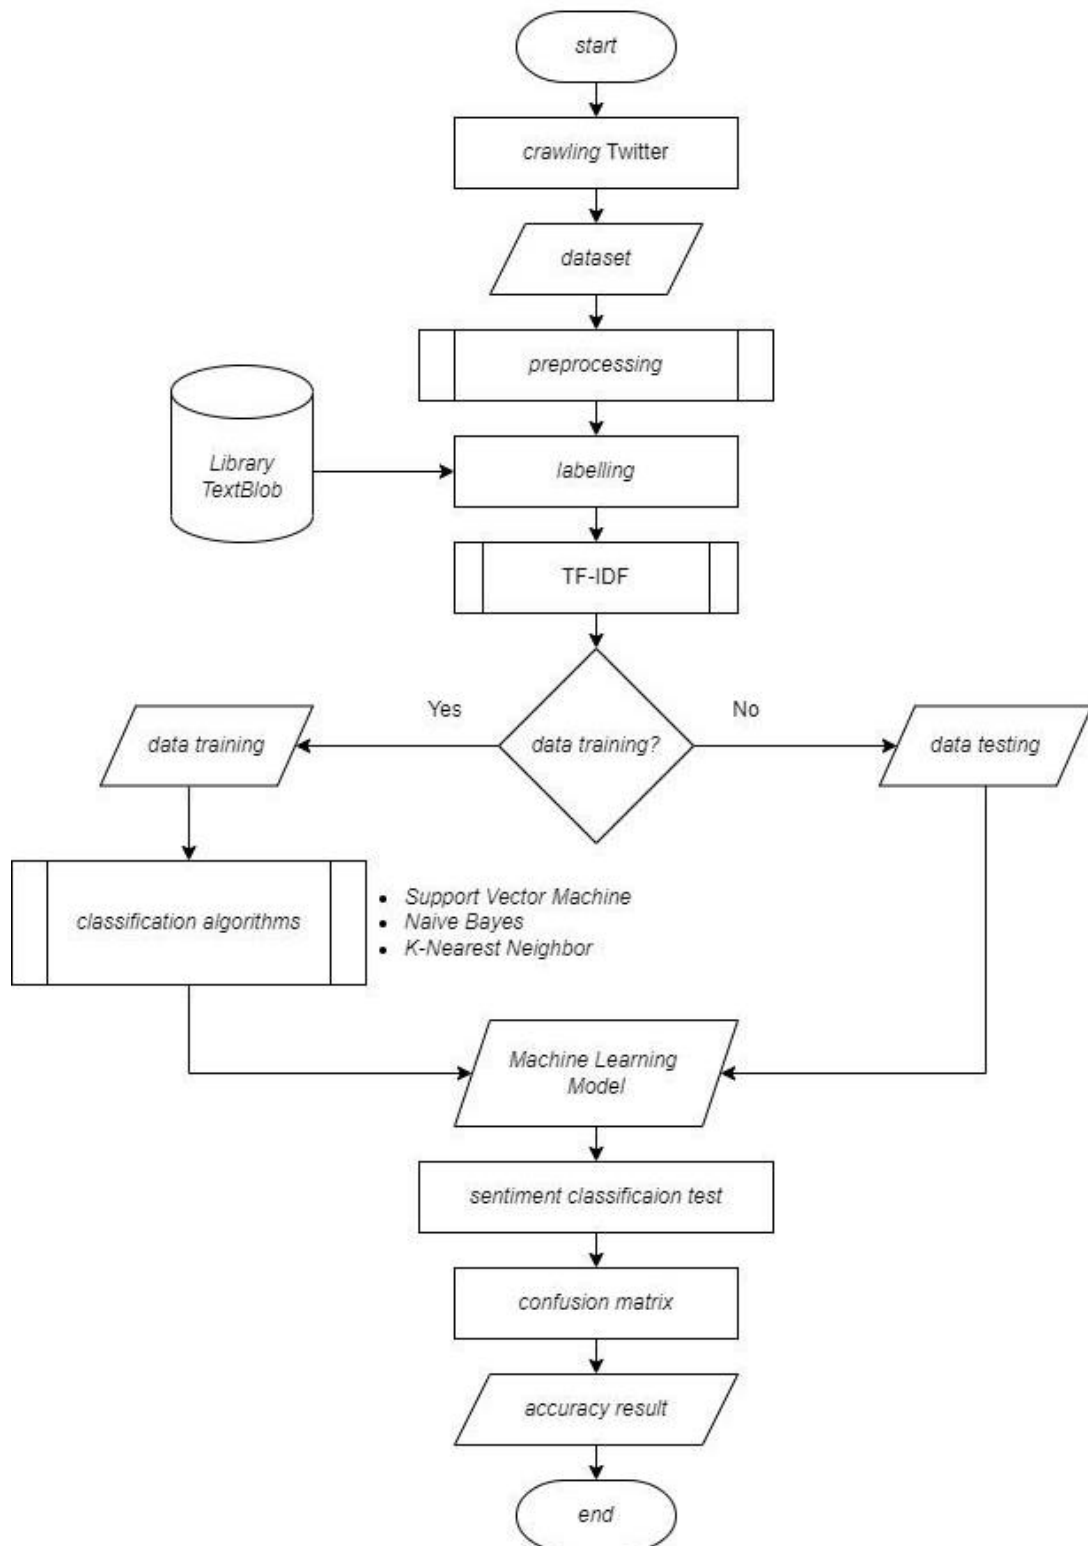 start
crawling Twitter
dataset
preprocessing
Library
TextBlob
labelling
TF-IDF
Yes
No
data training
data training?
data testing
classification algorithms
• Support Vector Machine
• Naive Bayes
• K-Nearest Neighbor
Machine Learning
Model
sentiment classificaion test
confusion matrix
accuracy result
end